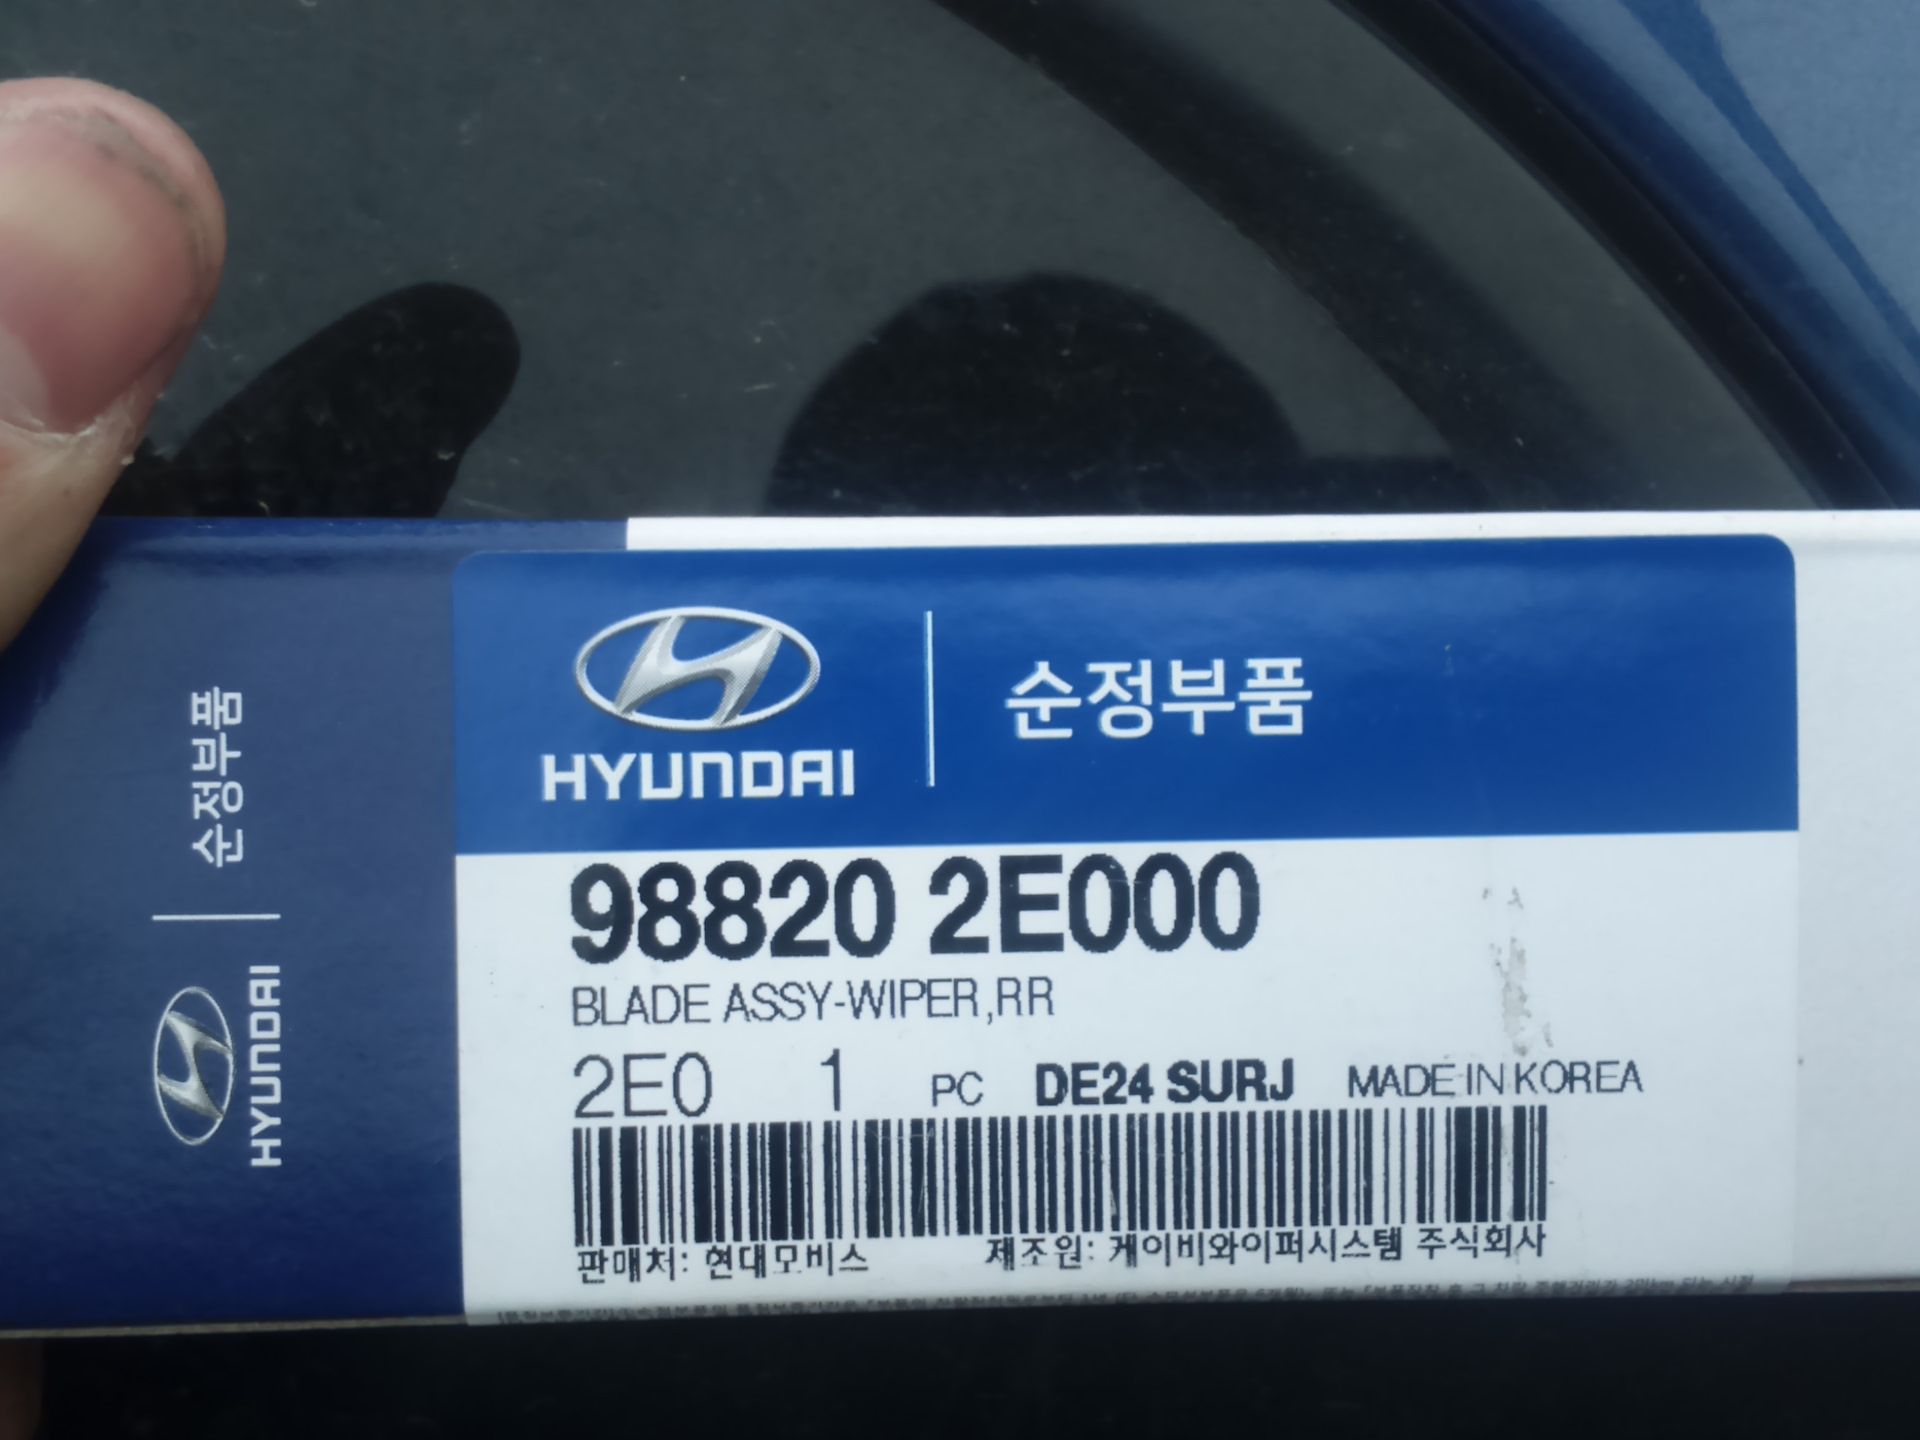 순정부품
HYUNDAI
HYUNDAI
순정부품
98820 2E000
BLADE ASSY-WIPER,RR
2E0 1 PC DE24 SURJ MADE IN KOREA
판매처: 현대모비스 제조원: 케이비와이퍼시스템 주식회사